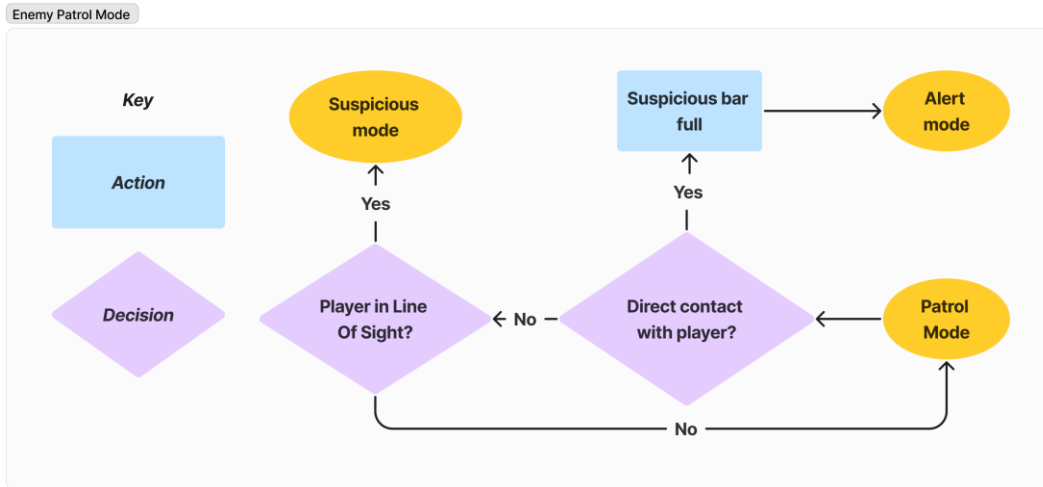 Enemy Patrol Mode
Key
Action
Decision
Suspicious
mode
Yes
Player in Line
Of Sight?
No
Suspicious bar
full
Yes
Direct contact
with player?
No
Alert
mode
Patrol
Mode